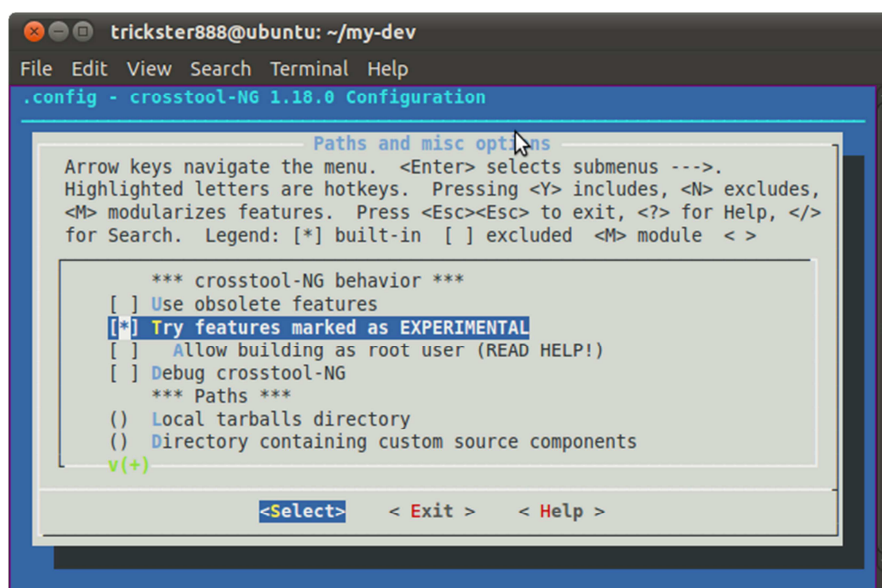 trickster888@ubuntu: ~/my-dev
File Edit View Search Terminal Help
.config - crosstool-NG 1.18.0 Configuration
Paths and misc options
Arrow keys navigate the menu. <Enter> selects submenus --->.
Highlighted letters are hotkeys. Pressing <Y> includes, <N> excludes,
<M> modularizes features. Press <Esc><Esc> to exit, <?> for Help, </>
for Search. Legend: [*] built-in [ ] excluded <M> module < >
*** crosstool-NG behavior ***
[ ] Use obsolete features
[*] Try features marked as EXPERIMENTAL
[ ] Allow building as root user (READ HELP!)
[ ] Debug crosstool-NG
*** Paths ***
() Local tarballs directory
() Directory containing custom source components
v(+)
<Select> < Exit > < Help >